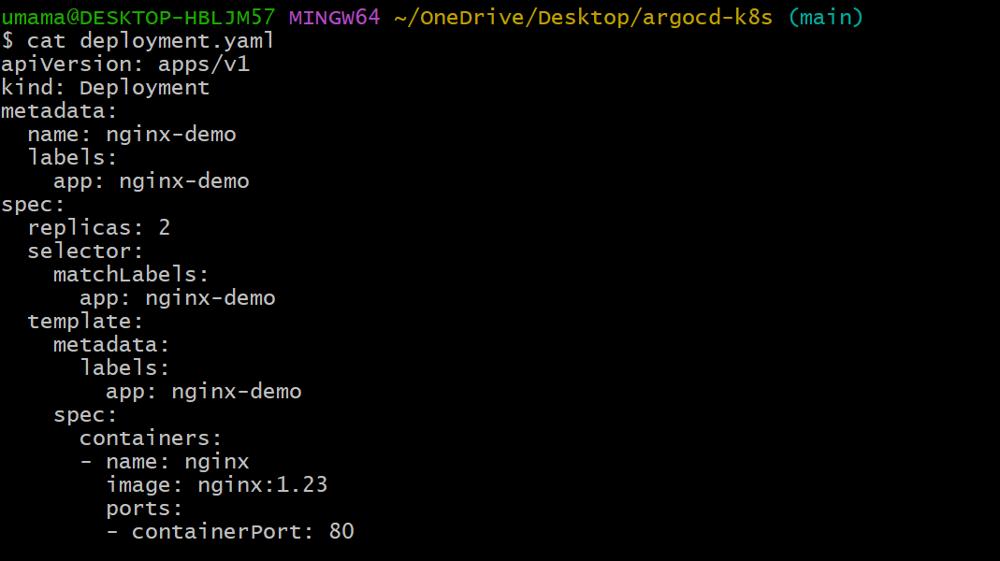 umama@DESKTOP-HBLJM57 MINGW64 ~/OneDrive/Desktop/argocd-k8s (main)
$ cat deployment.yaml
apiVersion: apps/v1
kind: Deployment
metadata:
  name: nginx-demo
  labels:
    app: nginx-demo
spec:
  replicas: 2
  selector:
    matchLabels:
      app: nginx-demo
  template:
    metadata:
      labels:
        app: nginx-demo
    spec:
      containers:
      - name: nginx
        image: nginx:1.23
        ports:
        - containerPort: 80